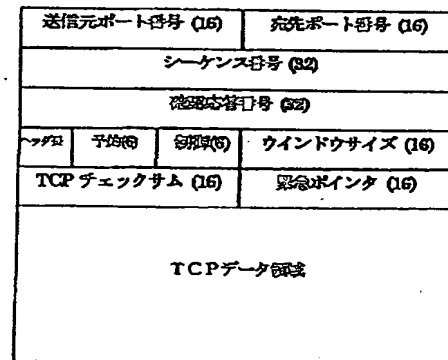 送信元ポート番号 (16) 宛先ポート番号 (16)
シーケンス番号 (32)
確認応答番号 (32)
予約(6) 制御(6) ウインドウサイズ (16)
TCP チェックサム (16) 緊急ポインタ (16)
TCPデータ領域